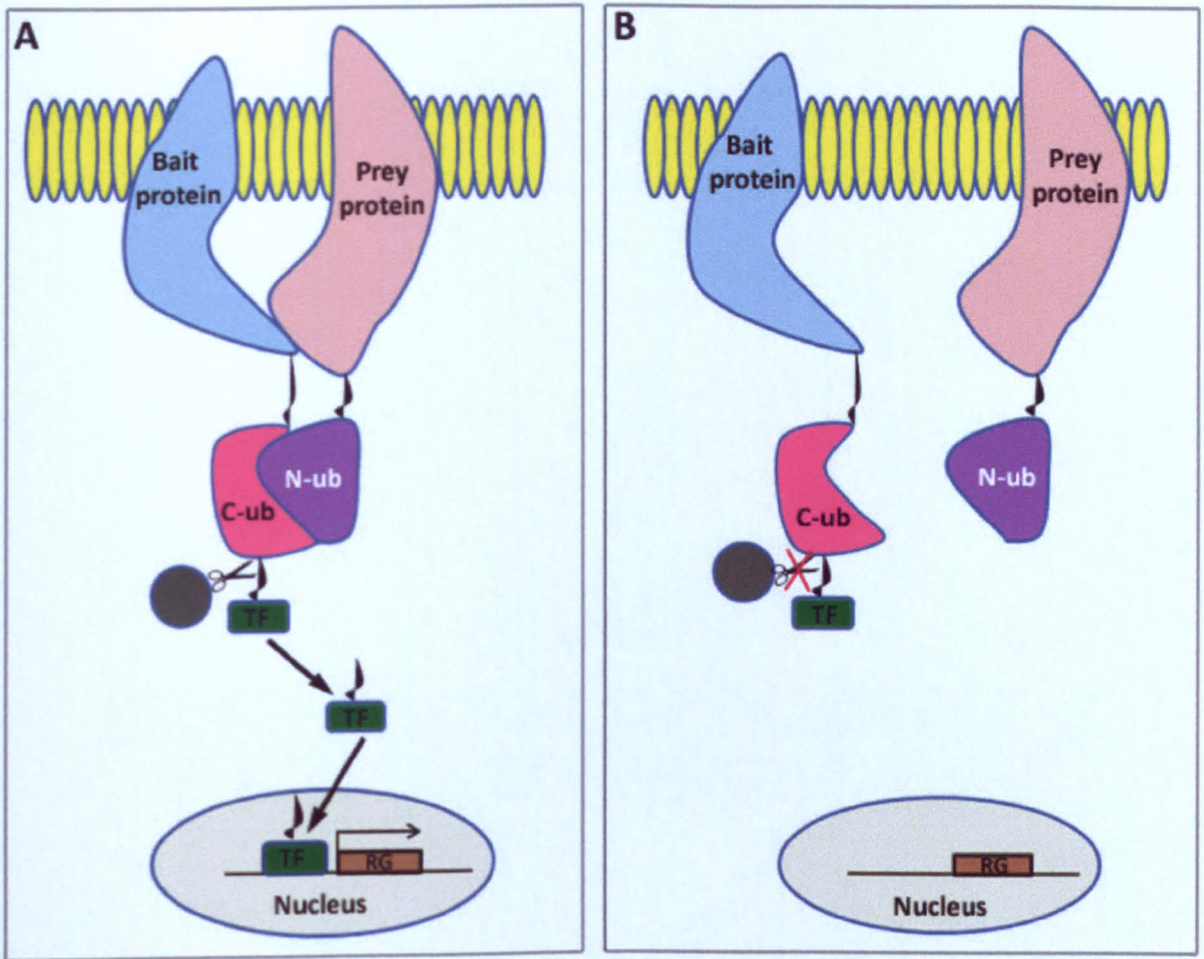 A
Bait
protein
Prey
protein
C-ub
N-ub
TF
TF
TF
RG
Nucleus
B
Bait
protein
Prey
protein
C-ub
N-ub
TF
RG
Nucleus